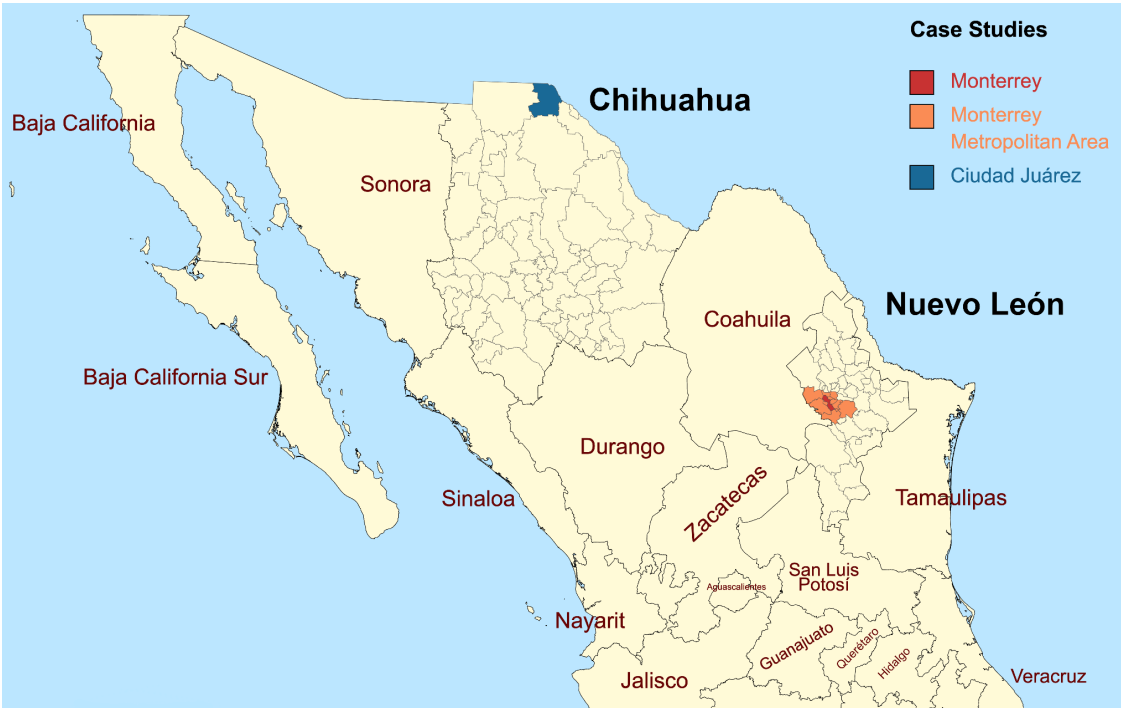 Case Studies
Monterrey
Monterrey
Metropolitan Area
Ciudad Juárez
Chihuahua
Baja California
Sonora
Nuevo León
Coahuila
Baja California Sur
Durango
Zacatecas
Sinaloa
Tamaulipas
San Luis
Potosí
Aguascalientes
Nayarit
Guanajuato
Querétaro
Hidalgo
Jalisco
Veracruz